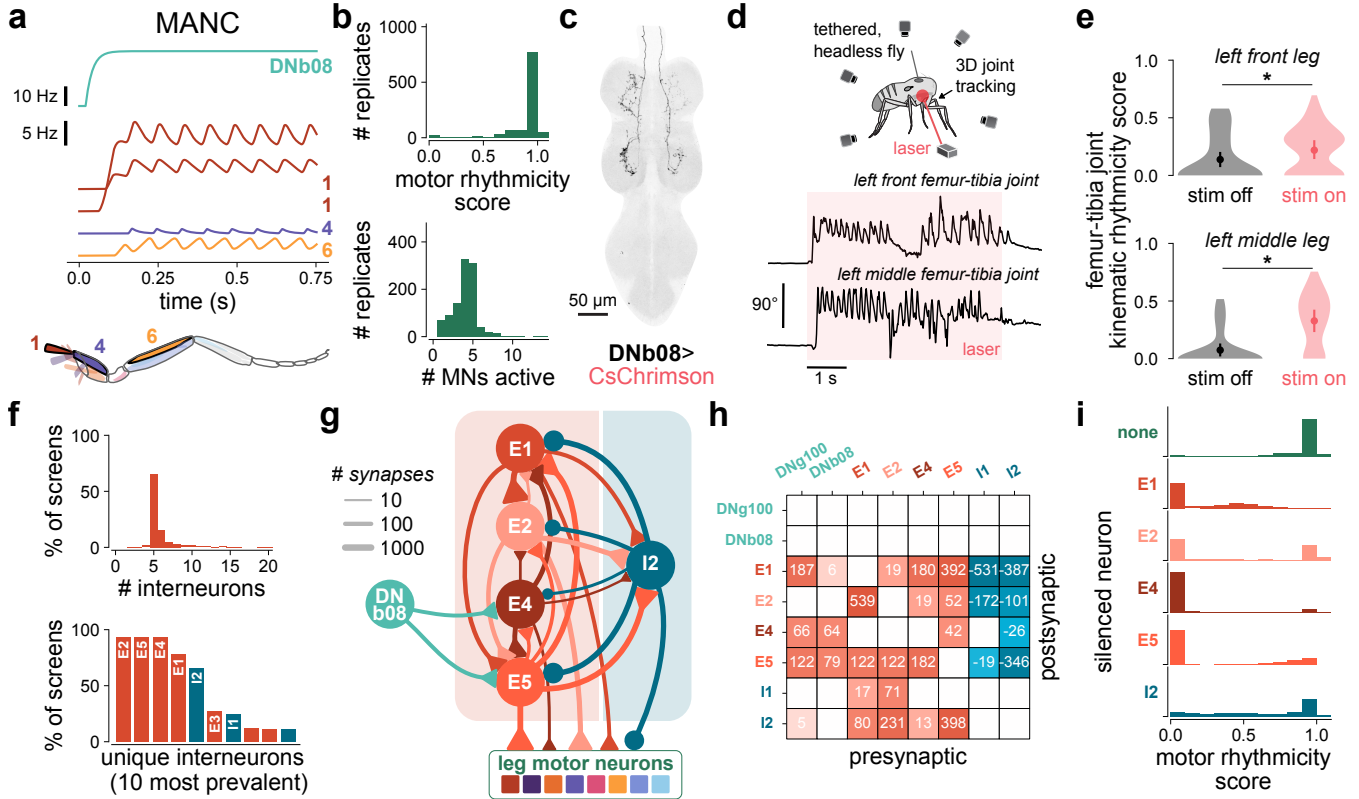 a
MANC
DNb08
10 Hz
5 Hz
1
1
4
6
0.0
0.25
0.5
0.75
time (s)
1
4
6
b
1000
500
0
# replicates
0.0
0.5
1.0
motor rhythmicity
score
400
200
0
# replicates
0
10
# MNs active
c
50 µm
DNb08>
CsChrimson
d
tethered,
headless fly
3D joint
tracking
laser
left front femur-tibia joint
left middle femur-tibia joint
90°
laser
1 s
e
femur-tibia joint
kinematic rhythmicity score
left front leg
*
1.0
0.5
0.0
stim off
stim on
left middle leg
*
1.0
0.5
0.0
stim off
stim on
f
% of screens
100
50
0
0
5
10
15
20
# interneurons
% of screens
100
50
0
E2
E5
E4
E1
I2
E3
I1
unique interneurons
(10 most prevalent)
g
# synapses
10
100
1000
E1
E2
I2
DN
b08
E4
E5
leg motor neurons
h
DNg100
DNb08
E1
E2
E4
E5
I1
I2
DNg100
DNb08
E1 187 6 19 180 392 -531 -387
E2 539 19 52 -172 -101
E4 66 64 42 -26
E5 122 79 122 122 182 -19 -346
I1 17 71
I2 5 80 231 13 398
postsynaptic
presynaptic
i
silenced neuron
none
E1
E2
E4
E5
I2
0.0
0.5
1.0
motor rhythmicity
score